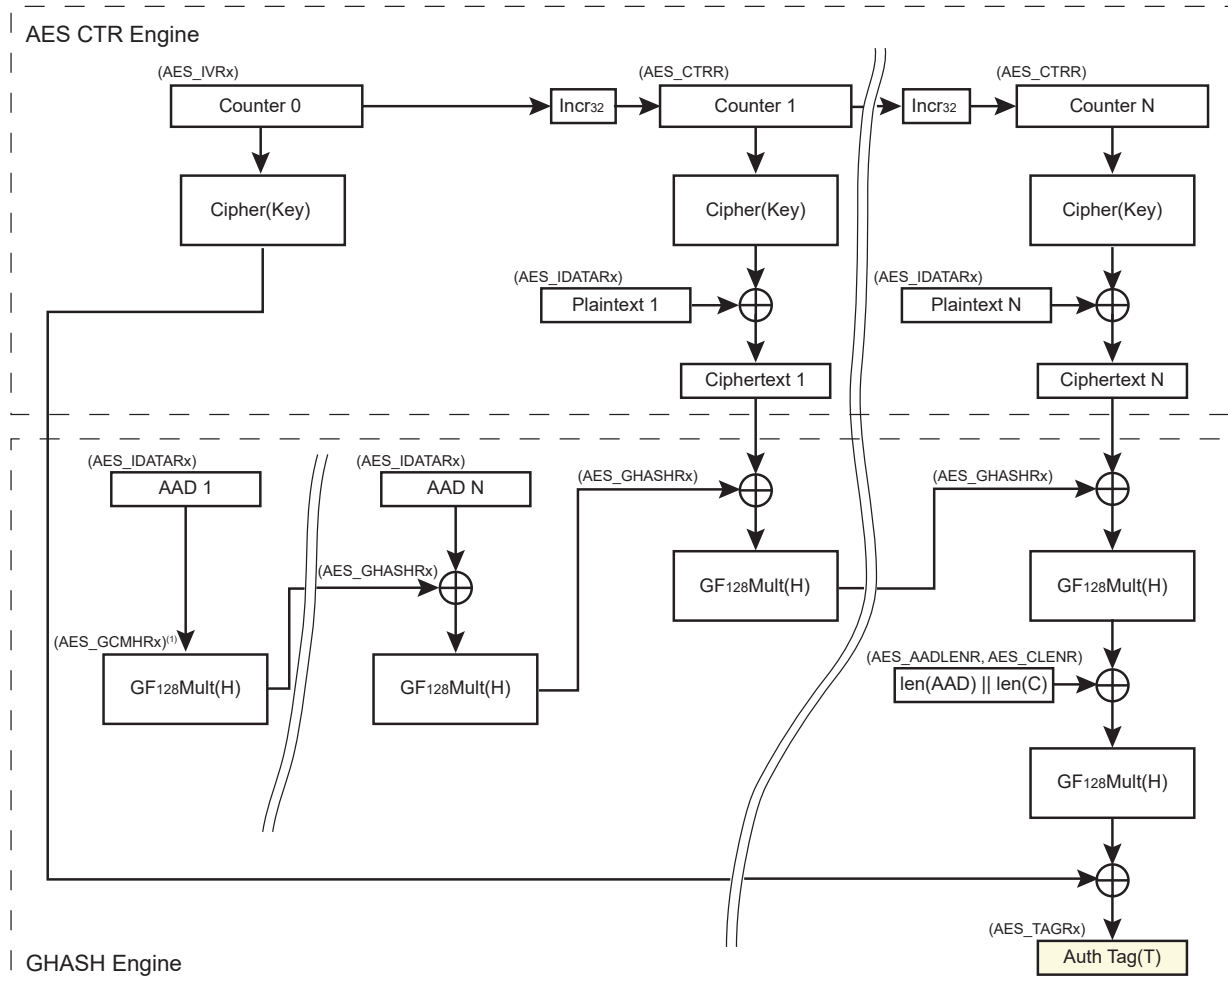 AES CTR Engine
(AES_IVRx)
Counter 0
Incr32
(AES_CTRR)
Counter 1
Incr32
(AES_CTRR)
Counter N
Cipher(Key)
Cipher(Key)
Cipher(Key)
(AES_IDATARx)
Plaintext 1
(AES_IDATARx)
Plaintext N
Ciphertext 1
Ciphertext N
(AES_IDATARx)
AAD 1
(AES_IDATARx)
AAD N
(AES_GHASHRx)
(AES_GHASHRx)
(AES_GHASHRx)
GF128Mult(H)
GF128Mult(H)
(AES_GCMHRx)(1)
GF128Mult(H)
GF128Mult(H)
(AES_AADLENR, AES_CLENR)
len(AAD) || len(C)
GF128Mult(H)
(AES_TAGRx)
Auth Tag(T)
GHASH Engine